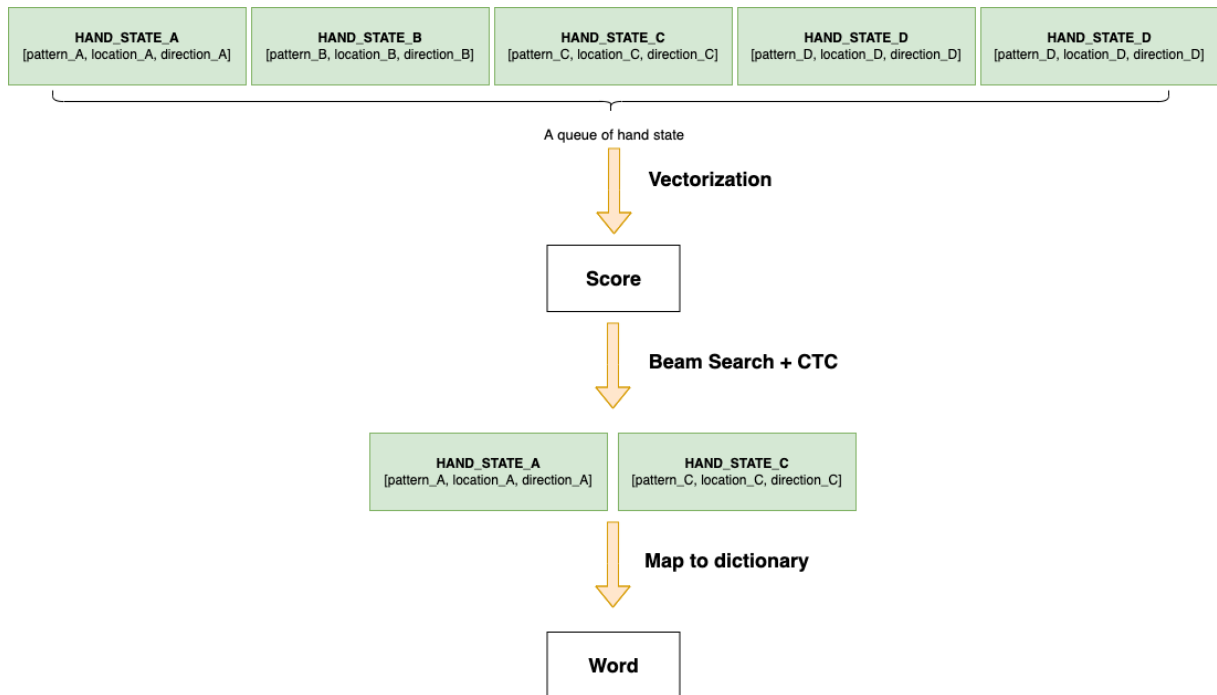 HAND_STATE_A
[pattern_A, location_A, direction_A]
HAND_STATE_B
[pattern_B, location_B, direction_B]
HAND_STATE_C
[pattern_C, location_C, direction_C]
HAND_STATE_D
[pattern_D, location_D, direction_D]
HAND_STATE_D
[pattern_D, location_D, direction_D]
A queue of hand state
Vectorization
Score
Beam Search + CTC
HAND_STATE_A
[pattern_A, location_A, direction_A]
HAND_STATE_C
[pattern_C, location_C, direction_C]
Map to dictionary
Word